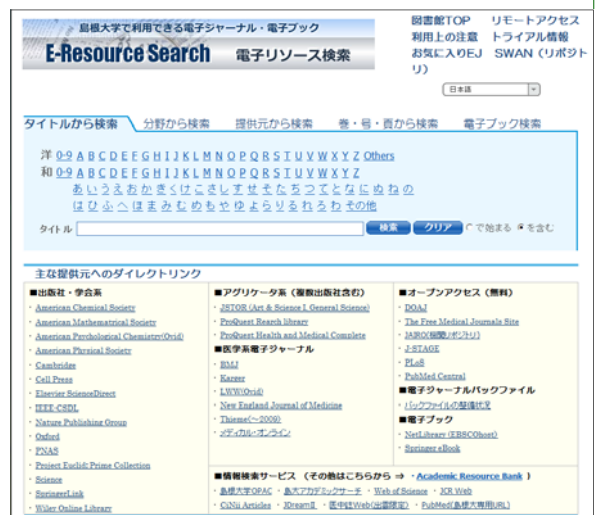 島根大学で利用できる電子ジャーナル・電子ブック
E-Resource Search 電子リソース検索
図書館TOP リモートアクセス
利用上の注意 トライアル情報
お気に入りEJ SWAN（リポジト
リ）
日本語
タイトルから検索 分野から検索 提供元から検索 巻・号・頁から検索 電子ブック検索
洋 0-9 A B C D E F G H I J K L M N O P Q R S T U V W X Y Z Others
和 0-9 A B C D E F G H I J K L M N O P Q R S T U V W X Y Z
あ い う え お か き く け こ さ し す せ そ た ち つ て と な に ぬ ね の
は ひ ふ へ ほ ま み む め も や ゆ よ ら り る れ ろ わ その他
タイトル 検索 クリア で始まる を含む
主な提供元へのダイレクトリンク
■出版社・学会系
・American Chemical Society
・American Mathematical Society
・American Psychological Chemistry(Ovid)
・American Physical Society
・Cambridge
・Cell Press
・Elsevier ScienceDirect
・IEEE CSDL
・Nature Publishing Group
・Oxford
・PNAS
・Project Euclid: Prime Collection
・Science
・SpringerLink
・Wiley Online Library
■アグリケータ系（複数出版社含む）
・JSTOR (Art & Science I, General Science)
・ProQuest Rearch library
・ProQuest Health and Medical Complete
■医学系電子ジャーナル
・BMJ
・Karger
・LWW(Ovid)
・New England Journal of Medicine
・Thieme(～2009)
・メディカル・オンライン
■オープンアクセス（無料）
・DOAJ
・The Free Medical Journals Site
・JAIRO(機関リポジトリ)
・J-STAGE
・PLoS
・PubMed Central
■電子ジャーナルバックファイル
・バックファイルの整備状況
■電子ブック
・NetLibrary (EBSCOhost)
・Springer eBook
■情報検索サービス （その他はこちらから ⇒ ・Academic Resource Bank ）
・島根大学OPAC ・島大アカデミックサーチ ・Web of Science ・JCR Web
・CiNii Articles ・JDreamⅡ ・医中誌Web(出雲限定) ・PubMed(島根大専用URL)